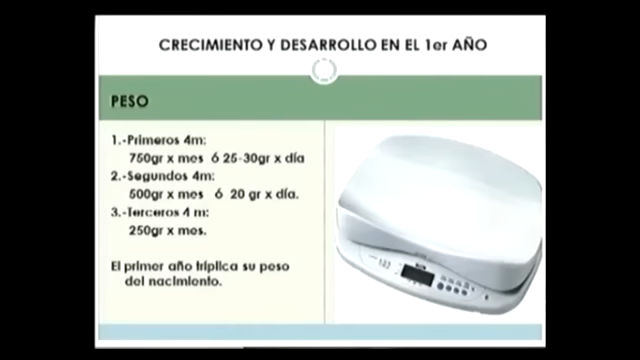 CRECIMIENTO Y DESARROLLO EN EL 1er AÑO
PESO
1.-Primeros 4m:
750gr x mes ó 25-30gr x día
2.-Segundos 4m:
500gr x mes ó 20 gr x día.
3.-Terceros 4 m:
250gr x mes.
El primer año triplica su peso
del nacimiento.